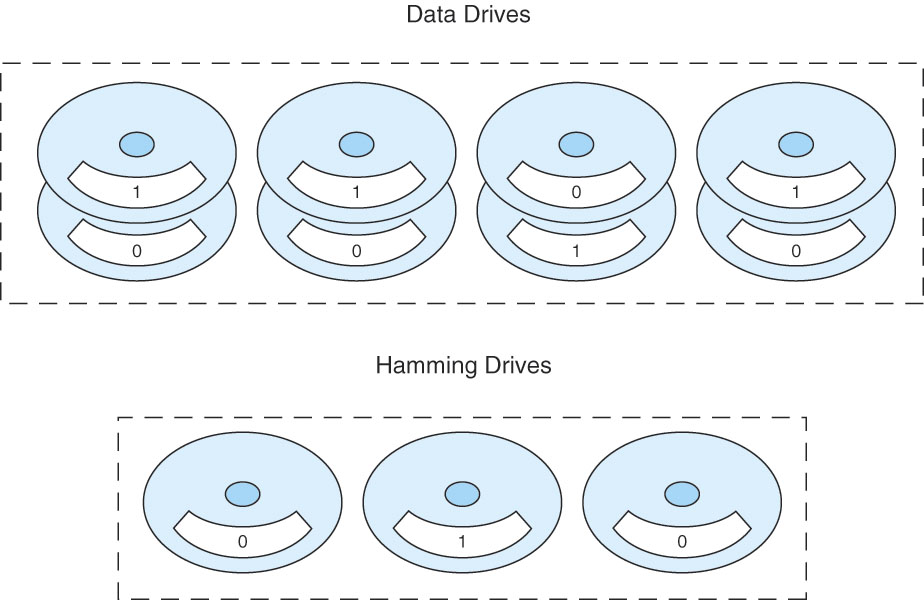 Data Drives
1 1 0 1
0 0 1 0
Hamming Drives
0 1 0